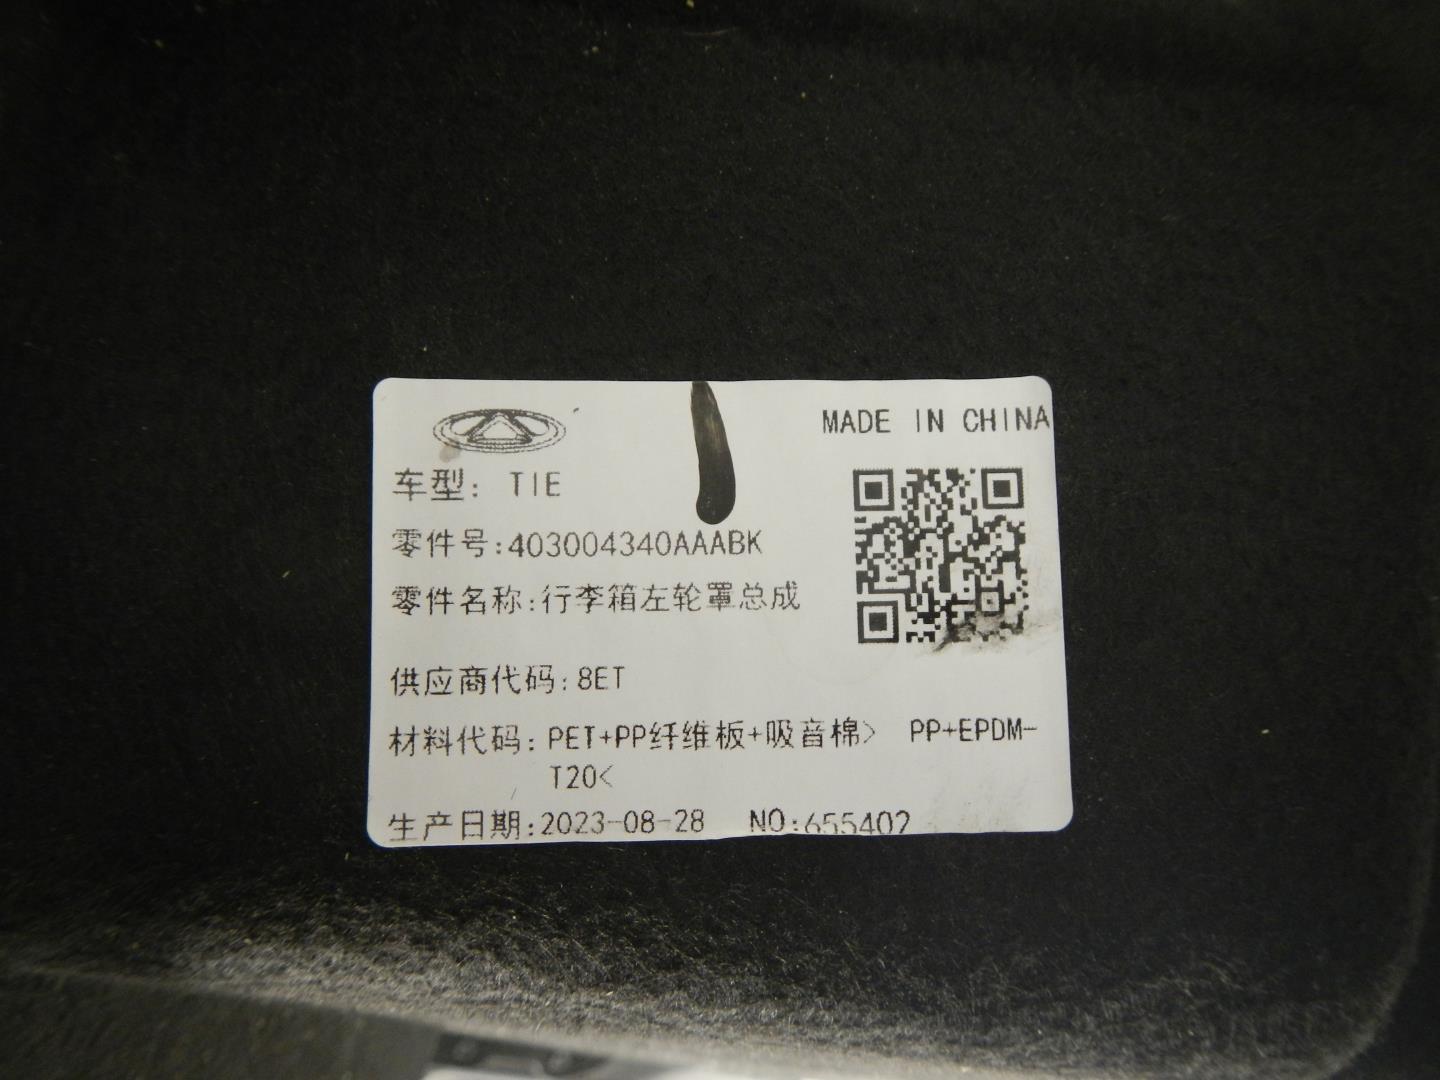 MADE IN CHINA
车型: TIE
零件号:403004340AAABK
零件名称:行李箱左轮罩总成
供应商代码:8ET
材料代码:PET+PP纤维板+吸音棉> PP+EPDM-
T20<
生产日期:2023-08-28 NO:655402